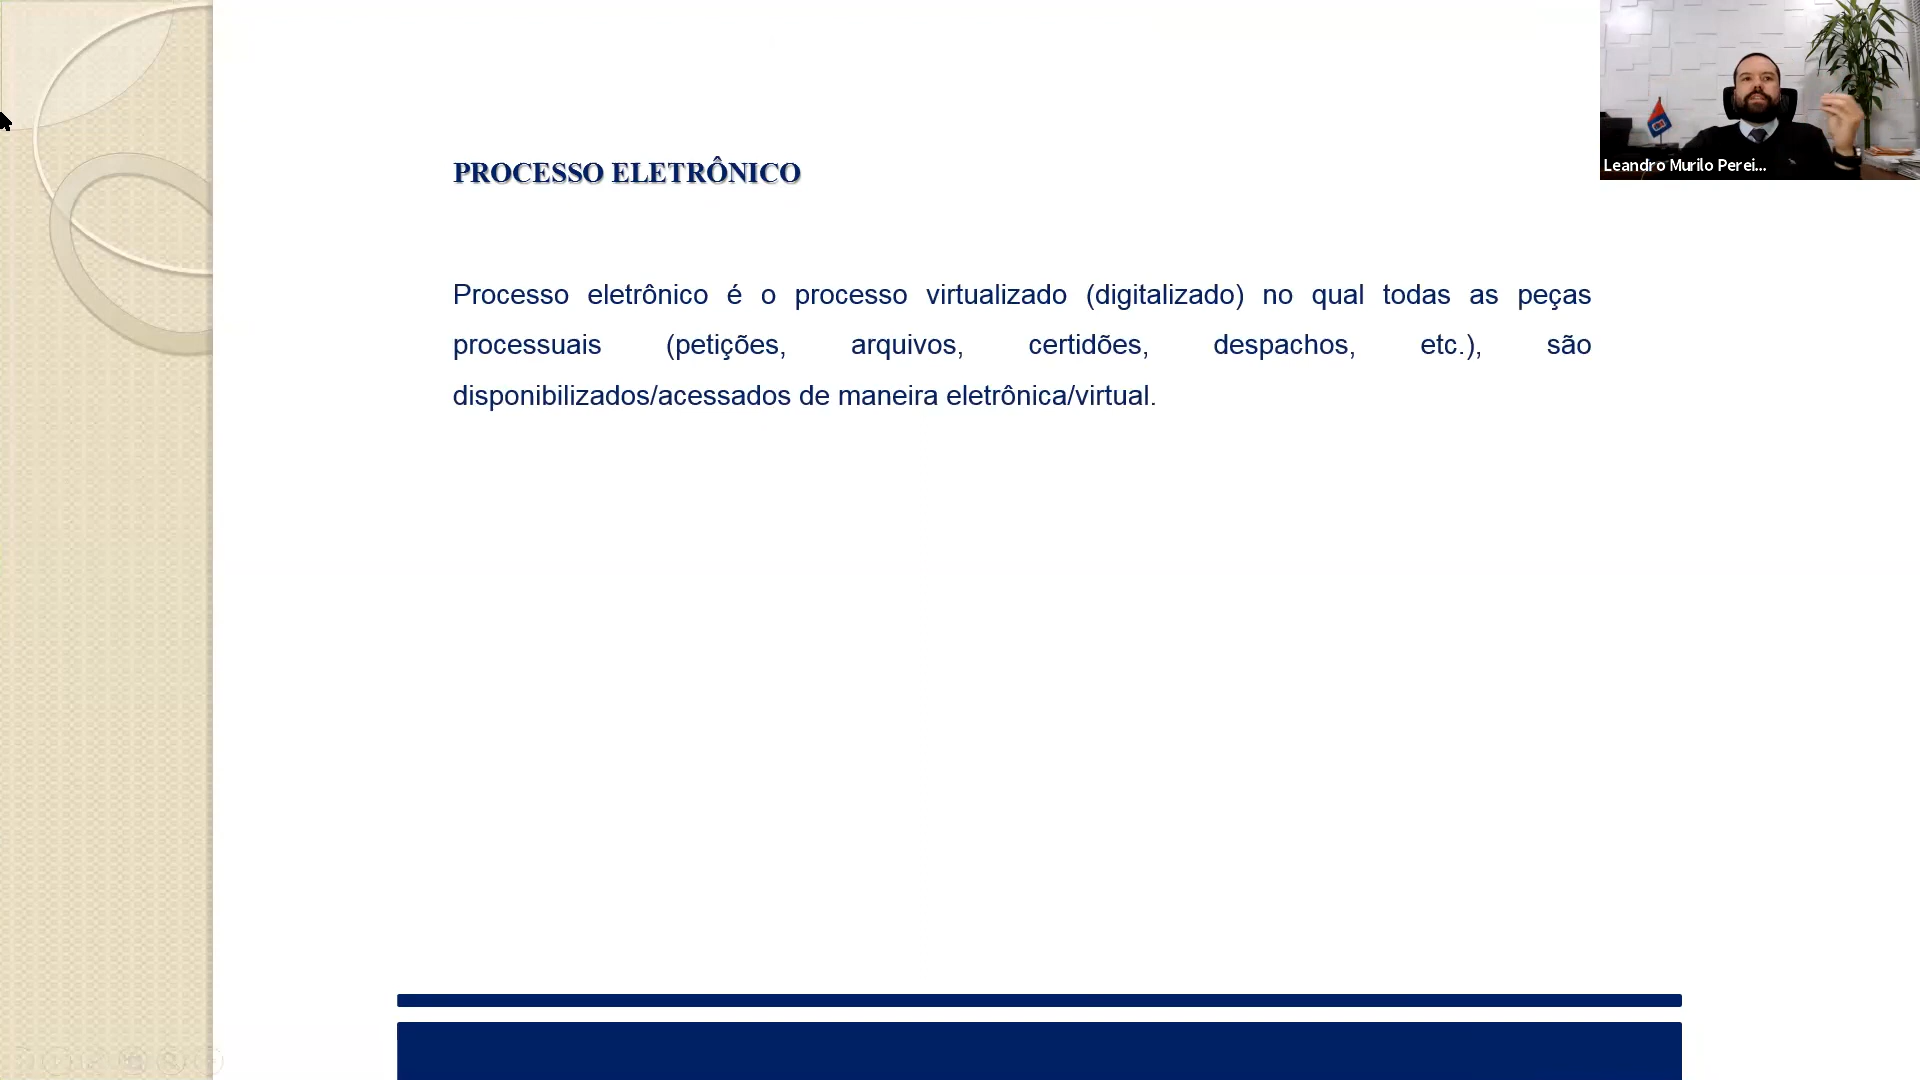 PROCESSO ELETRÔNICO
Processo eletrônico é o processo virtualizado (digitalizado) no qual todas as peças
processuais (petições, arquivos, certidões, despachos, etc.), são
disponibilizados/acessados de maneira eletrônica/virtual.
Leandro Murilo Perei...